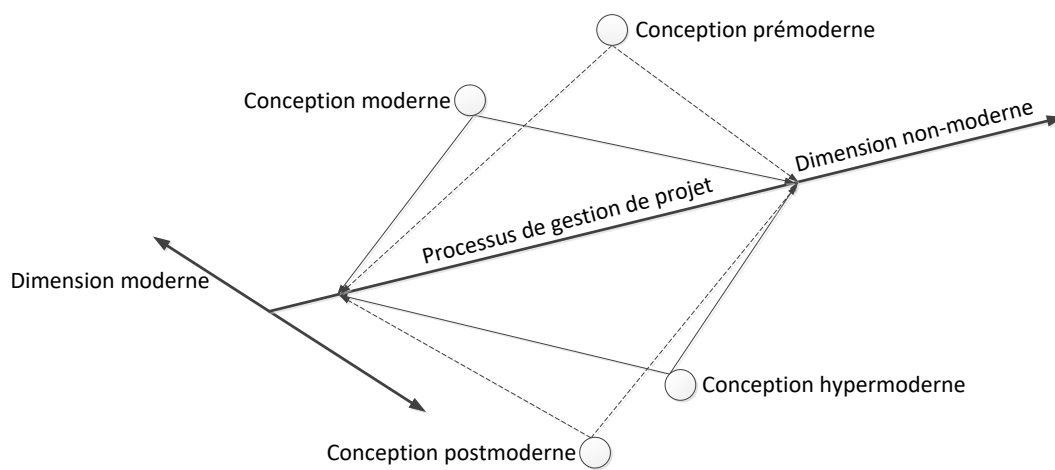 Conception prémoderne
Conception moderne
Dimension non-moderne
Processus de gestion de projet
Dimension moderne
Conception hypermoderne
Conception postmoderne